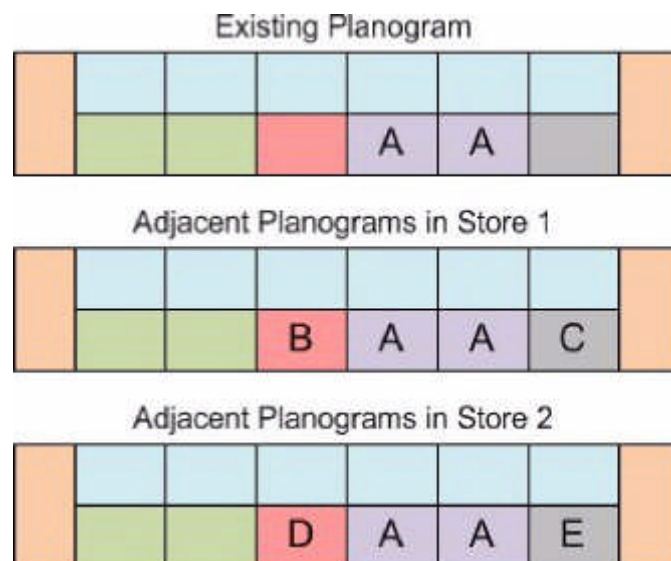 Existing Planogram
A A
Adjacent Planograms in Store 1
B A A C
Adjacent Planograms in Store 2
D A A E